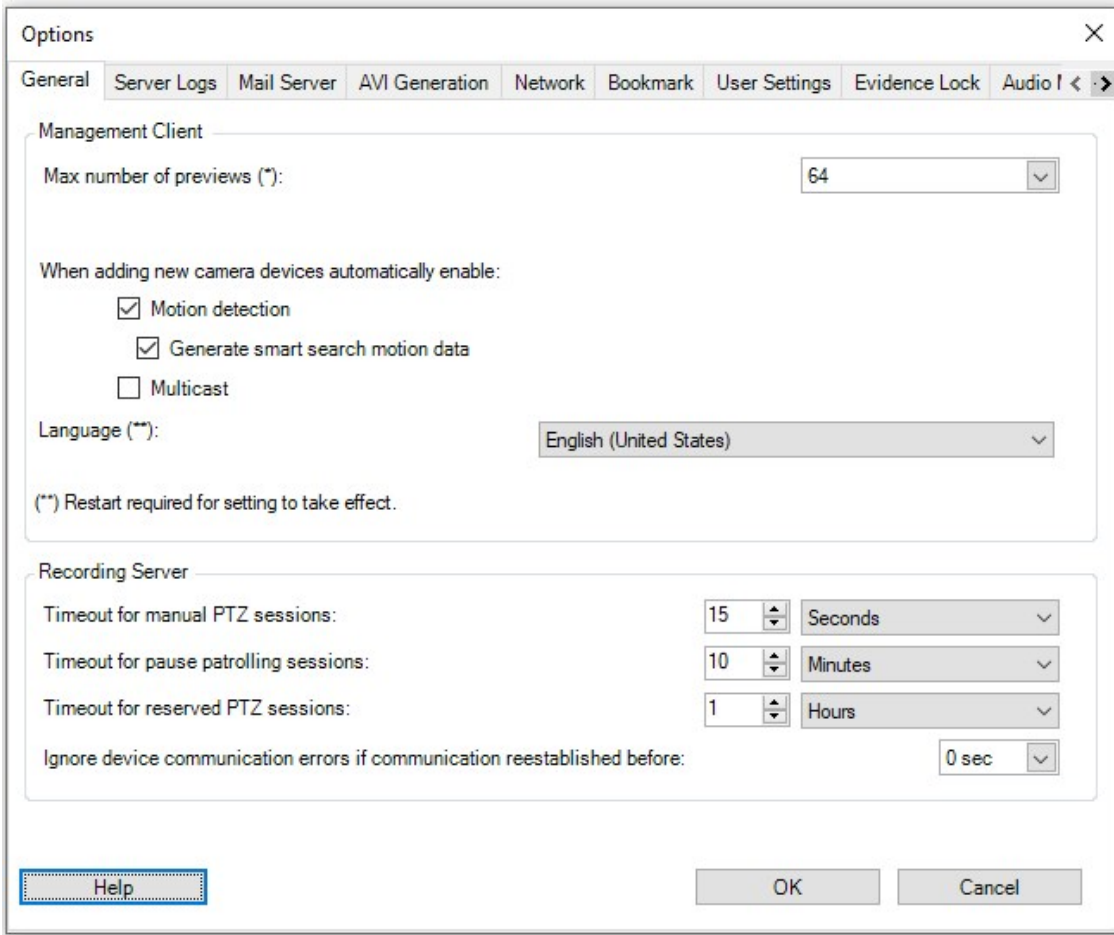 Options
General Server Logs Mail Server AVI Generation Network Bookmark User Settings Evidence Lock Audio
Management Client
Max number of previews (*): 64
When adding new camera devices automatically enable:
Motion detection
Generate smart search motion data
Multicast
Language (**): English (United States)
(**) Restart required for setting to take effect.
Recording Server
Timeout for manual PTZ sessions: 15 Seconds
Timeout for pause patrolling sessions: 10 Minutes
Timeout for reserved PTZ sessions: 1 Hours
Ignore device communication errors if communication reestablished before: 0 sec
Help OK Cancel